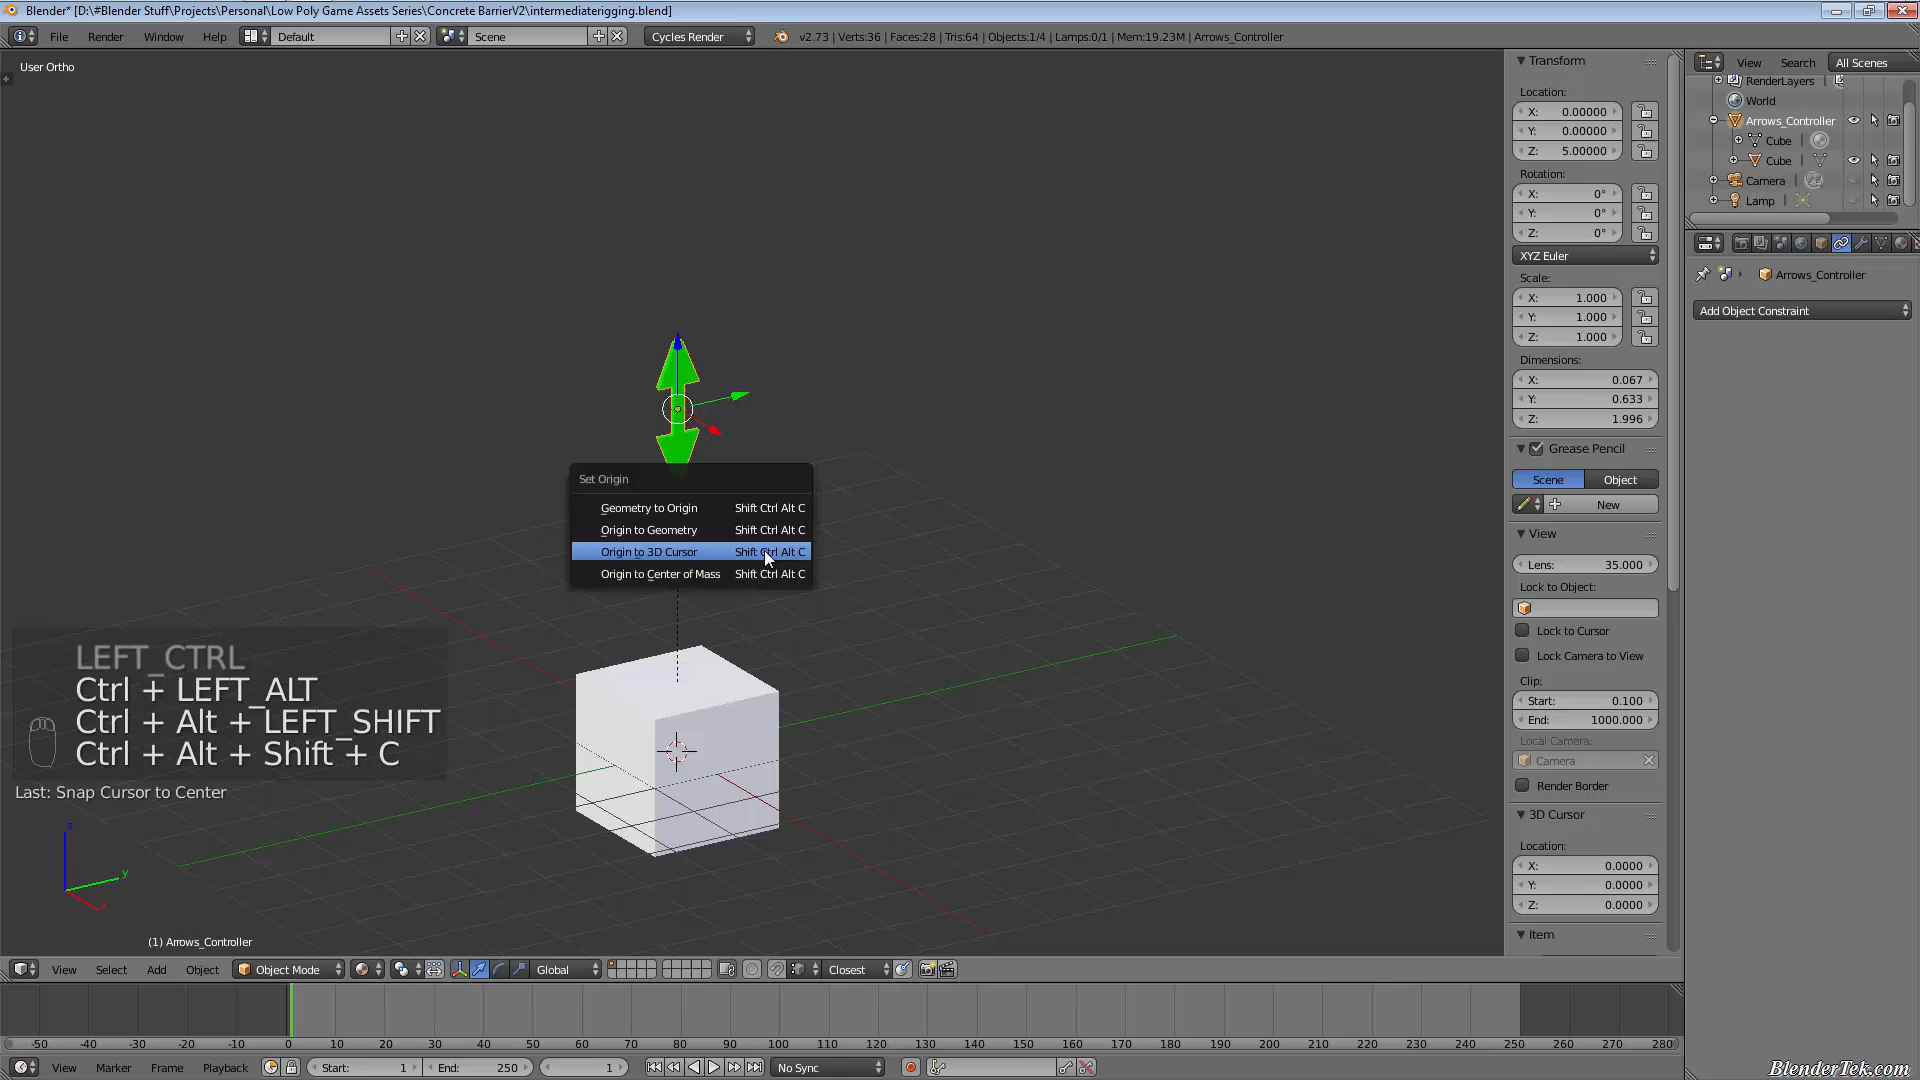 Blender* [D:\#Blender Stuff\Projects\Personal\Low Poly Game Assets Series\Concrete BarrierV2\intermediaterigging.blend]
File Render Window Help Default Scene Cycles Render v2.73 | Verts:36 | Faces:28 | Tris:64 | Objects:1/4 | Lamps:0/1 | Mem:19.23M | Arrows_Controller
User Ortho
Set Origin
Geometry to Origin Shift Ctrl Alt C
Origin to Geometry Shift Ctrl Alt C
Origin to 3D Cursor Shift Ctrl Alt C
Origin to Center of Mass Shift Ctrl Alt C
LEFT_CTRL
Ctrl + LEFT_ALT
Ctrl + Alt + LEFT_SHIFT
Ctrl + Alt + Shift + C
Last: Snap Cursor to Center
z
y
x
(1) Arrows_Controller
Transform
Location:
X: 0.00000
Y: 0.00000
Z: 5.00000
Rotation:
X: 0°
Y: 0°
Z: 0°
XYZ Euler
Scale:
X: 1.000
Y: 1.000
Z: 1.000
Dimensions:
X: 0.067
Y: 0.633
Z: 1.996
Grease Pencil
Scene Object
New
View
Lens: 35.000
Lock to Object:
Lock to Cursor
Lock Camera to View
Clip:
Start: 0.100
End: 1000.000
Local Camera:
Camera
Render Border
3D Cursor
Location:
X: 0.0000
Y: 0.0000
Z: 0.0000
Item
View Search All Scenes
RenderLayers
World
Arrows_Controller
Cube
Cube
Camera
Lamp
Arrows_Controller
Add Object Constraint
View Select Add Object Object Mode Global Closest
-50 -40 -30 -20 -10 0 10 20 30 40 50 60 70 80 90 100 110 120 130 140 150 160 170 180 190 200 210 220 230 240 250 260 270 280
View Marker Frame Playback Start: 1 End: 250 1 No Sync
BlenderTek.com